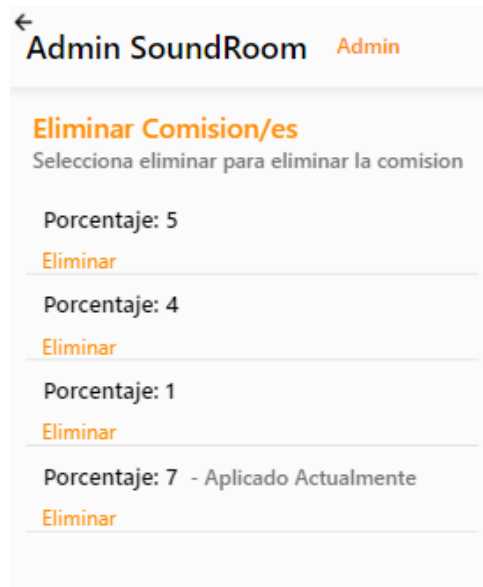 Admin SoundRoom Admin
Eliminar Comision/es
Selecciona eliminar para eliminar la comision
Porcentaje: 5
Eliminar
Porcentaje: 4
Eliminar
Porcentaje: 1
Eliminar
Porcentaje: 7 - Aplicado Actualmente
Eliminar